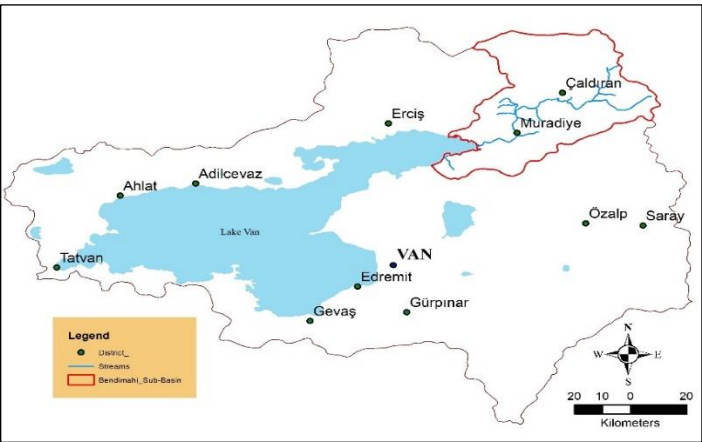 Çaldıran
Erciş
Muradiye
Adilcevaz
Ahlat
Özalp
Saray
Lake Van
VAN
Tatvan
Edremit
Gevaş
Gürpınar
Legend
District_
Streams
Bendimahi_Sub-Basin
N
W
E
S
20 10 0 20
Kilometers